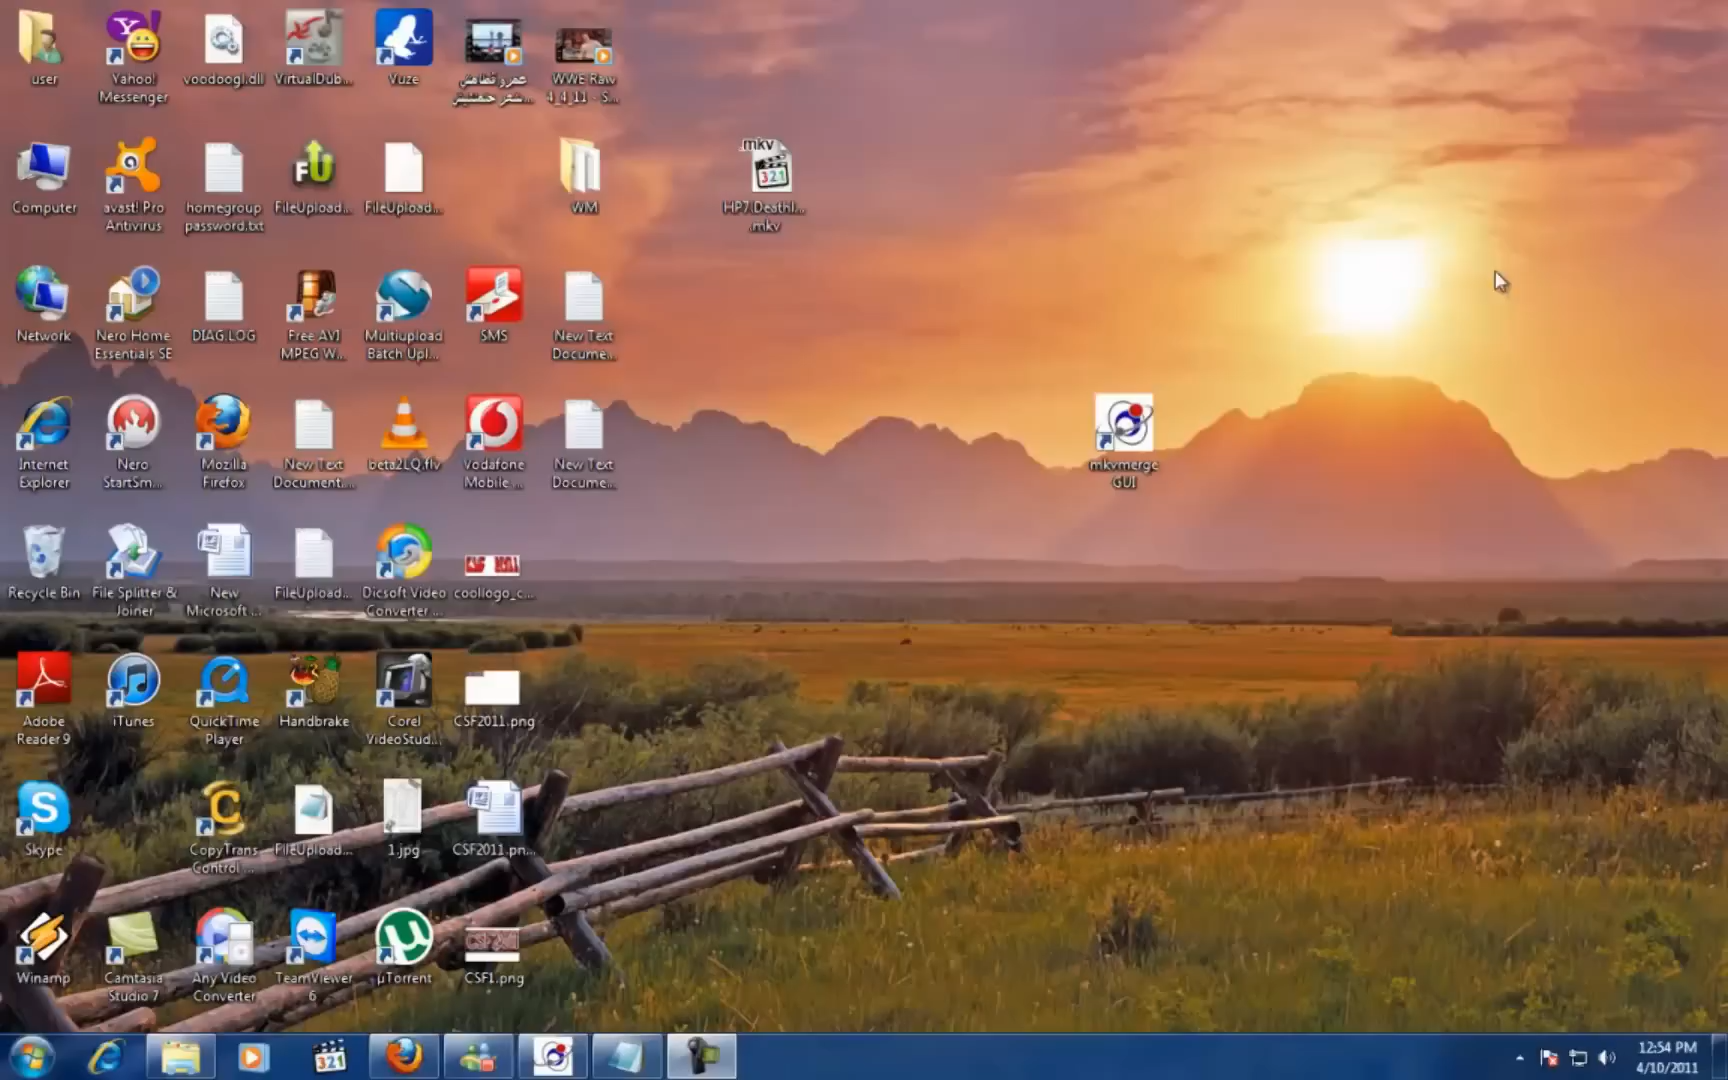 user
Yahoo!
Messenger
voodoogl.dll
VirtualDub...
Vuze
WWE Raw
4_4_11 - S...
Computer
avast! Pro
Antivirus
homegroup
password.txt
FileUpload...
FU
FileUpload...
WM
.mkv
321
HP7.Deathl...
.mkv
Network
Nero Home
Essentials SE
DIAG.LOG
Free AVI
MPEG W...
Multiupload
Batch Upl...
SMS
New Text
Docume...
Internet
Explorer
Nero
StartSm...
Mozilla
Firefox
New Text
Document...
beta2LQ.flv
Vodafone
Mobile ...
New Text
Docume...
mkvmerge
GUI
Recycle Bin
File Splitter &
Joiner
New
Microsoft ...
FileUpload...
Dicsoft Video
Converter ...
coollogo_c...
Adobe
Reader 9
iTunes
QuickTime
Player
Handbrake
Corel
VideoStud...
CSF2011.png
Skype
CopyTrans
Control ...
FileUpload...
1.jpg
CSF2011.pn...
Winamp
Camtasia
Studio 7
Any Video
Converter
TeamViewer
6
µTorrent
CSF1.png
321
12:54 PM
4/10/2011